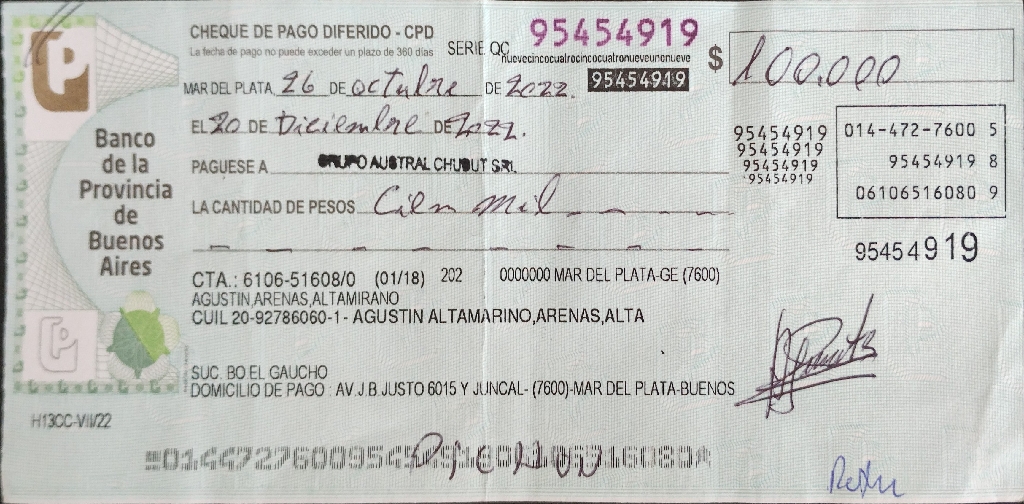 CHEQUE DE PAGO DIFERIDO - CPD
La fecha de pago no puede exceder un plazo de 360 días
SERIE QC 95454919
nuevecincocuatrocincocuatronueveunonueve
95454919
$ 100.000
MAR DEL PLATA, 26 DE Octubre DE 2022.
EL 20 DE Diciembre DE 2022.
PAGUESE A GRUPO AUSTRAL CHUBUT SRL
LA CANTIDAD DE PESOS Cien mil
95454919
95454919
95454919
95454919
014-472-7600 5
95454919 8
06106516080 9
95454919
Banco
de la
Provincia
de
Buenos
Aires
CTA.: 6106-51608/0 (01/18) 202 0000000 MAR DEL PLATA-GE (7600)
AGUSTIN,ARENAS,ALTAMIRANO
CUIL 20-92786060-1- AGUSTIN ALTAMARINO,ARENAS,ALTA
SUC. BO EL GAUCHO
DOMICILIO DE PAGO : AV.J.B.JUSTO 6015 Y JUNCAL- (7600)-MAR DEL PLATA-BUENOS
H13CC-VII/22